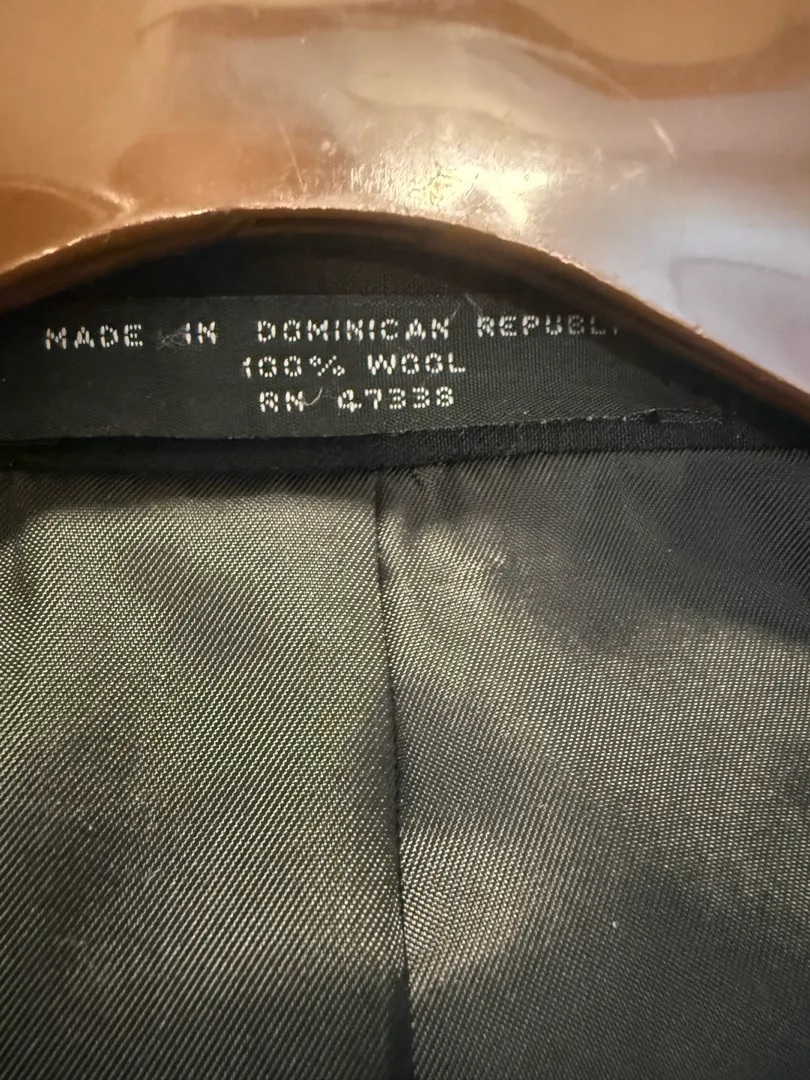 MADE IN DOMINICAN REPUBL
100% WOOL
RN 47338